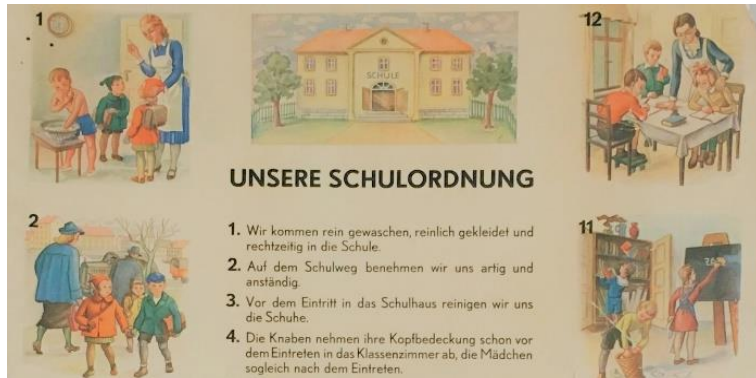 1
12
SCHULE
UNSERE SCHULORDNUNG
1. Wir kommen rein gewaschen, reinlich gekleidet und
rechtzeitig in die Schule.
2
11
2. Auf dem Schulweg benehmen wir uns artig und
anständig.
3. Vor dem Eintritt in das Schulhaus reinigen wir uns
die Schuhe.
4. Die Knaben nehmen ihre Kopfbedeckung schon vor
dem Eintreten in das Klassenzimmer ab, die Mädchen
sogleich nach dem Eintreten.